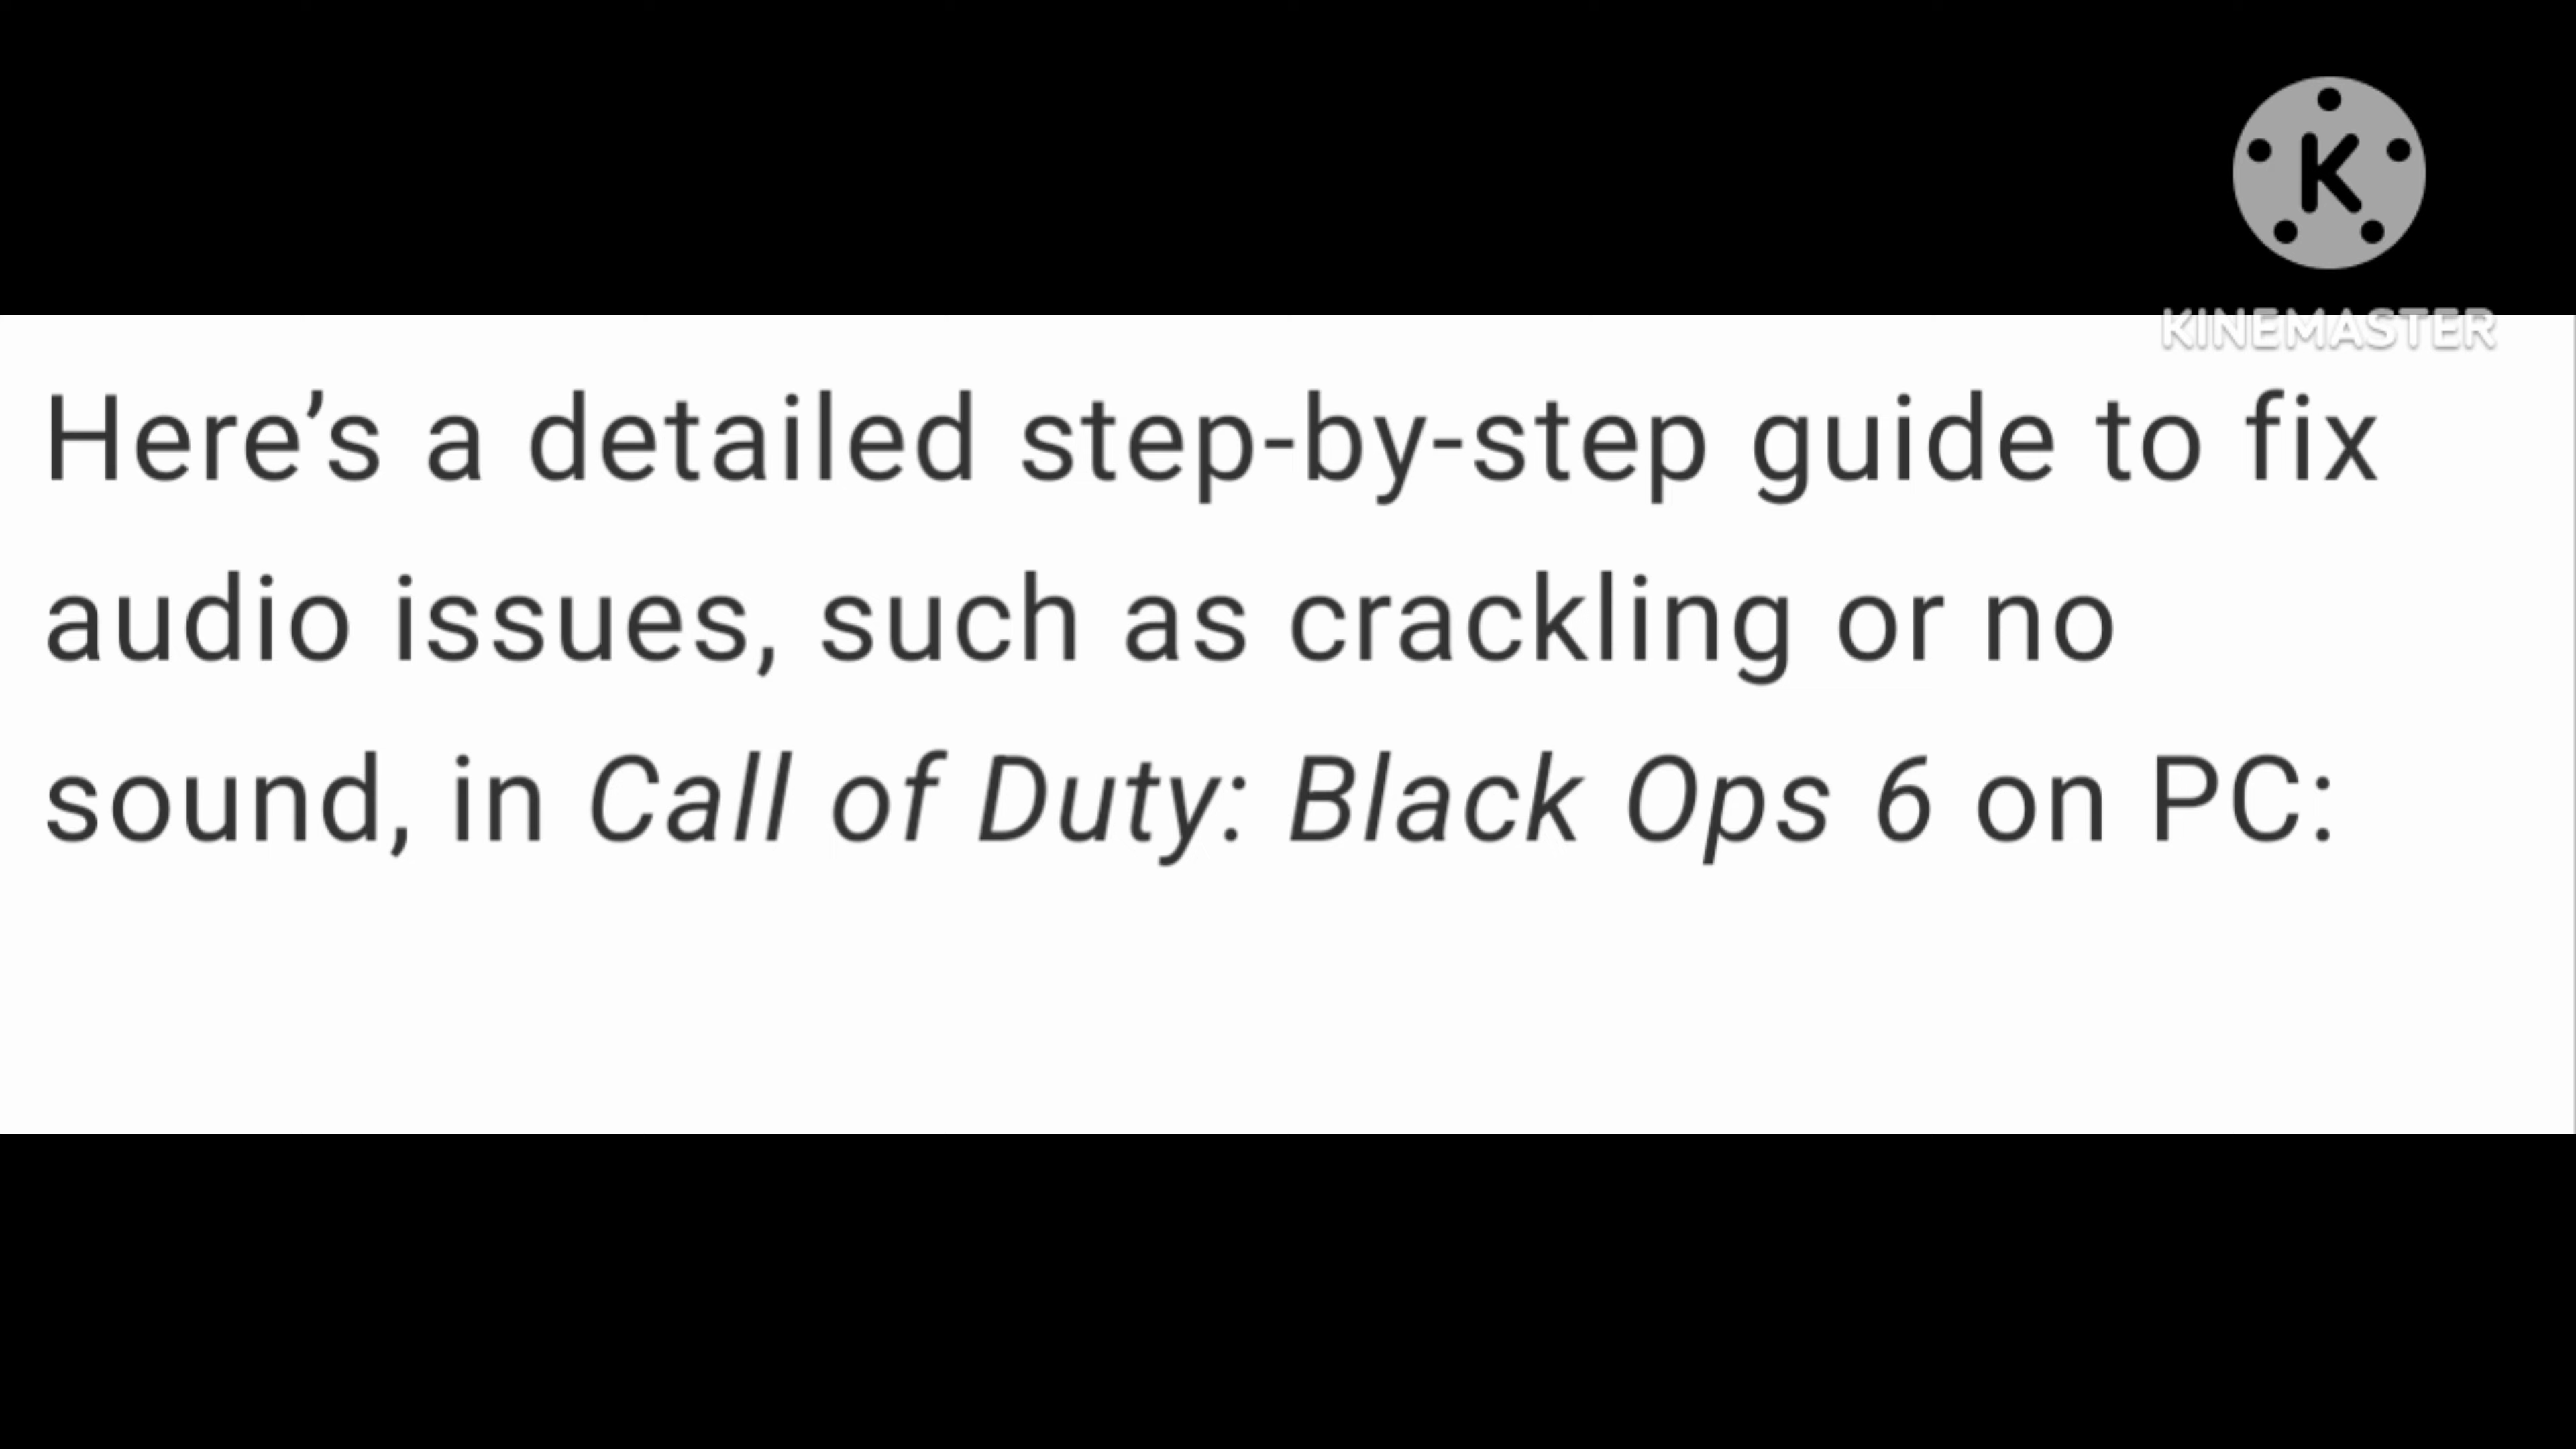 K
KINEMASTER
Here’s a detailed step-by-step guide to fix
audio issues, such as crackling or no
sound, in Call of Duty: Black Ops 6 on PC: